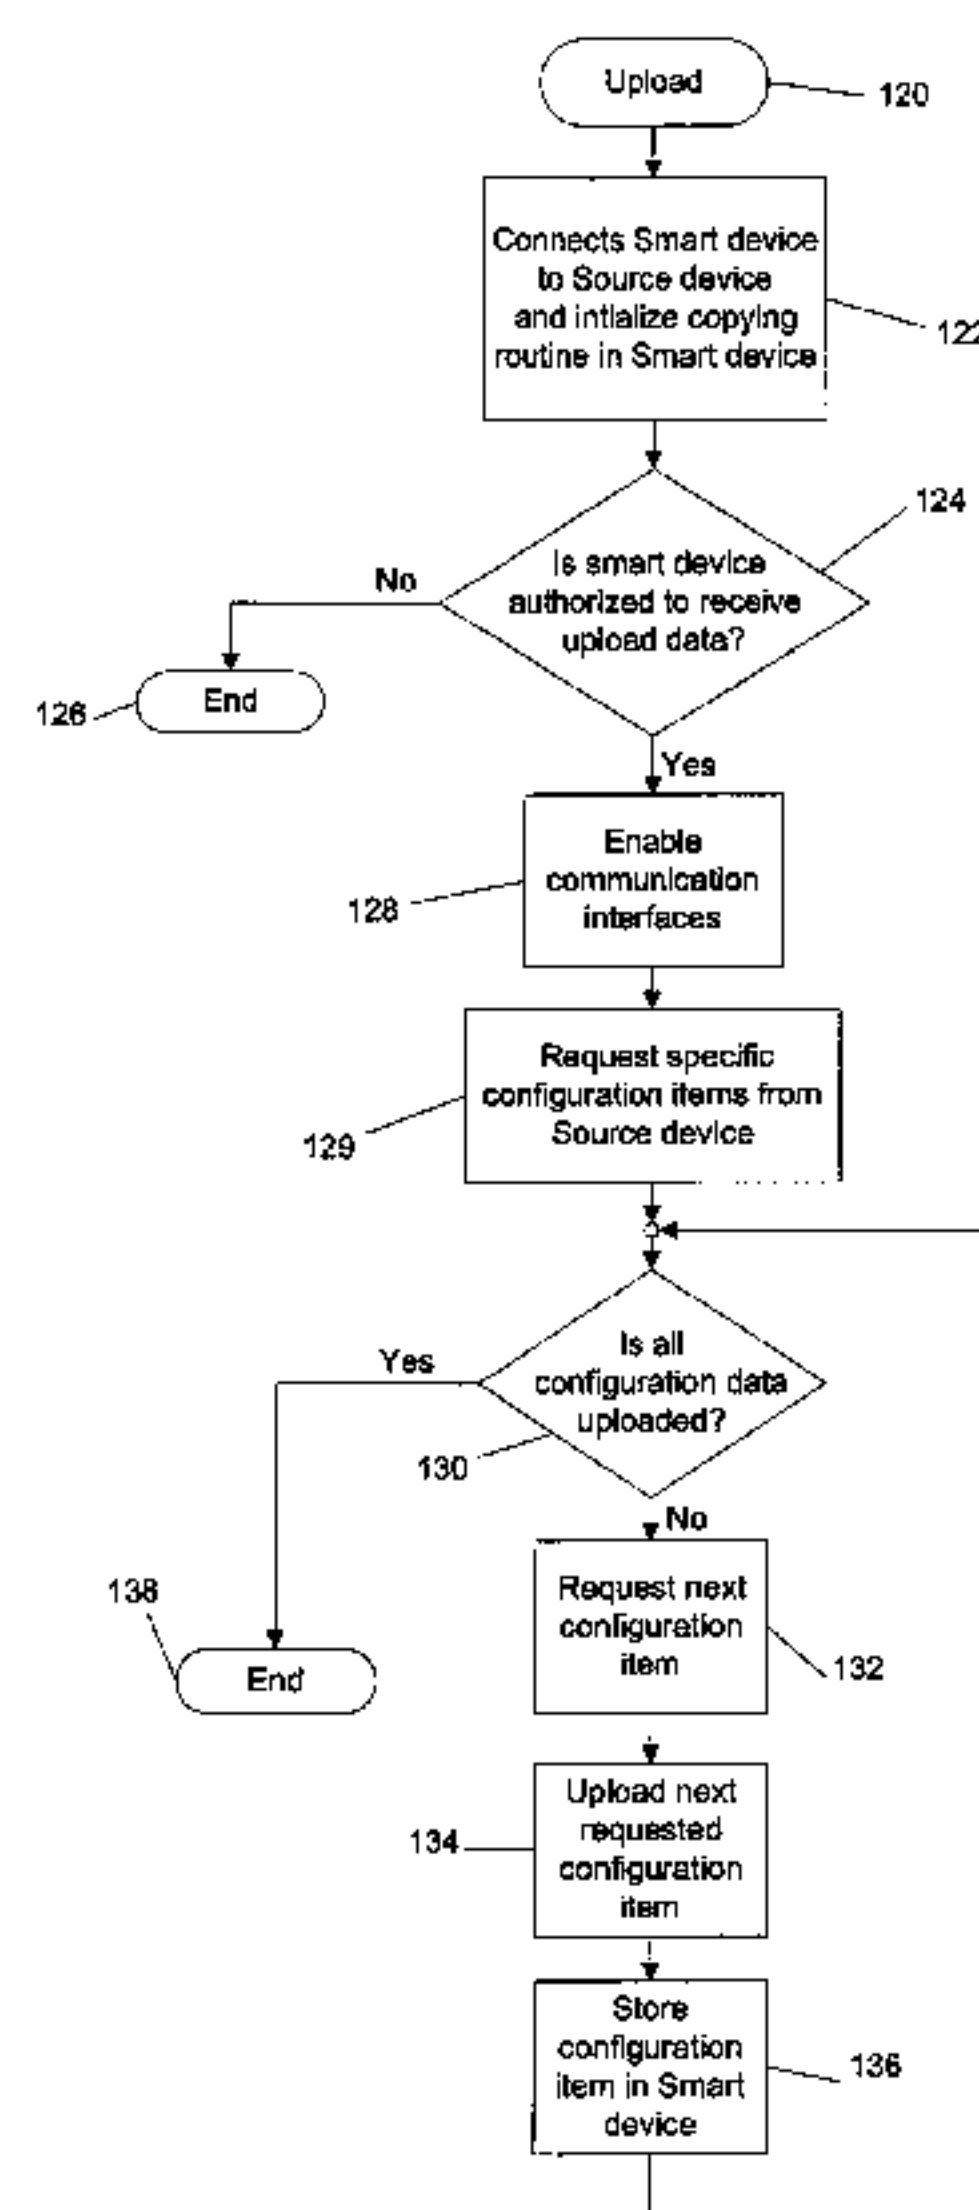 Upload
120
Connects Smart device
to Source device
and intialize copying
routine in Smart device
122
124
Is smart device
authorized to receive
upload data?
No
End
126
Yes
Enable
communication
interfaces
128
Request specific
configuration items from
Source device
129
Is all
configuration data
uploaded?
Yes
130
No
138
End
Request next
configuration
item
132
Upload next
requested
configuration
item
134
Store
configuration
item in Smart
device
136